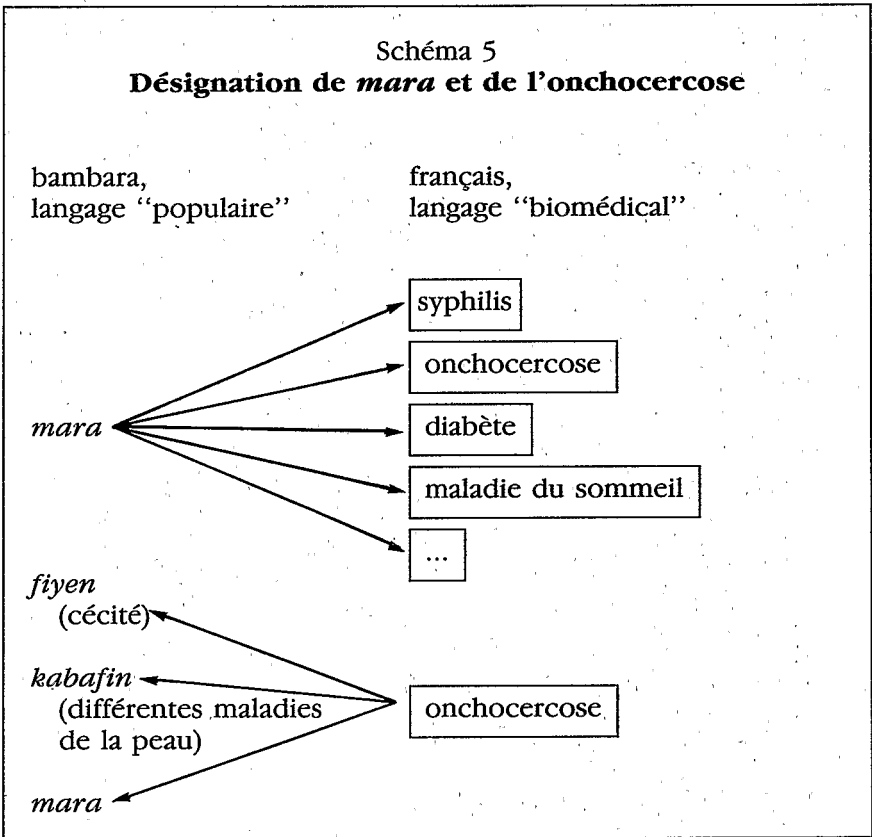 Schéma 5
Désignation de mara et de l'onchocercose
bambara,
langage "populaire"
français,
langage "biomédical"
mara
syphilis
onchocercose
diabète
maladie du sommeil
...
fiyen
(cécité)
kabafin
(différentes maladies
de la peau)
mara
onchocercose